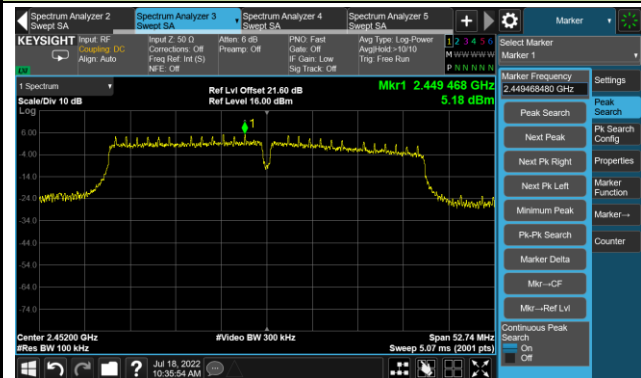 Spectrum Analyzer 2
Swept SA
Spectrum Analyzer 3
Swept SA
Spectrum Analyzer 4
Swept SA
Spectrum Analyzer 5
Swept SA
Marker
KEYSIGHT
Input: RF
Coupling: DC
Align: Auto
Input Z: 50 Ω
Corrections: Off
Freq Ref: Int (S)
NFE: Off
Atten: 6 dB
Preamp: Off
PNO: Fast
Gate: Off
IF Gain: Low
Sig Track: Off
Avg Type: Log-Power
Avg|Hold:>10/10
Trig: Free Run
1 2 3 4 5 6
M W W W W W
P N N N N N
LXI
Select Marker
Marker 1
1 Spectrum
Scale/Div 10 dB
Log
Ref Lvl Offset 21.60 dB
Ref Level 16.00 dBm
Mkr1 2.449 468 GHz
5.18 dBm
1
6.00
-4.00
-14.0
-24.0
-34.0
-44.0
-54.0
-64.0
-74.0
Center 2.45200 GHz
#Res BW 100 kHz
#Video BW 300 kHz
Span 52.74 MHz
Sweep 5.07 ms (2001 pts)
Marker Frequency
2.449468480 GHz
Peak Search
Next Peak
Next Pk Right
Next Pk Left
Minimum Peak
Pk-Pk Search
Marker Delta
Mkr→CF
Mkr→Ref Lvl
Continuous Peak
Search
On
Off
Settings
Peak
Search
Pk Search
Config
Properties
Marker
Function
Marker→
Counter
Jul 18, 2022
10:35:54 AM